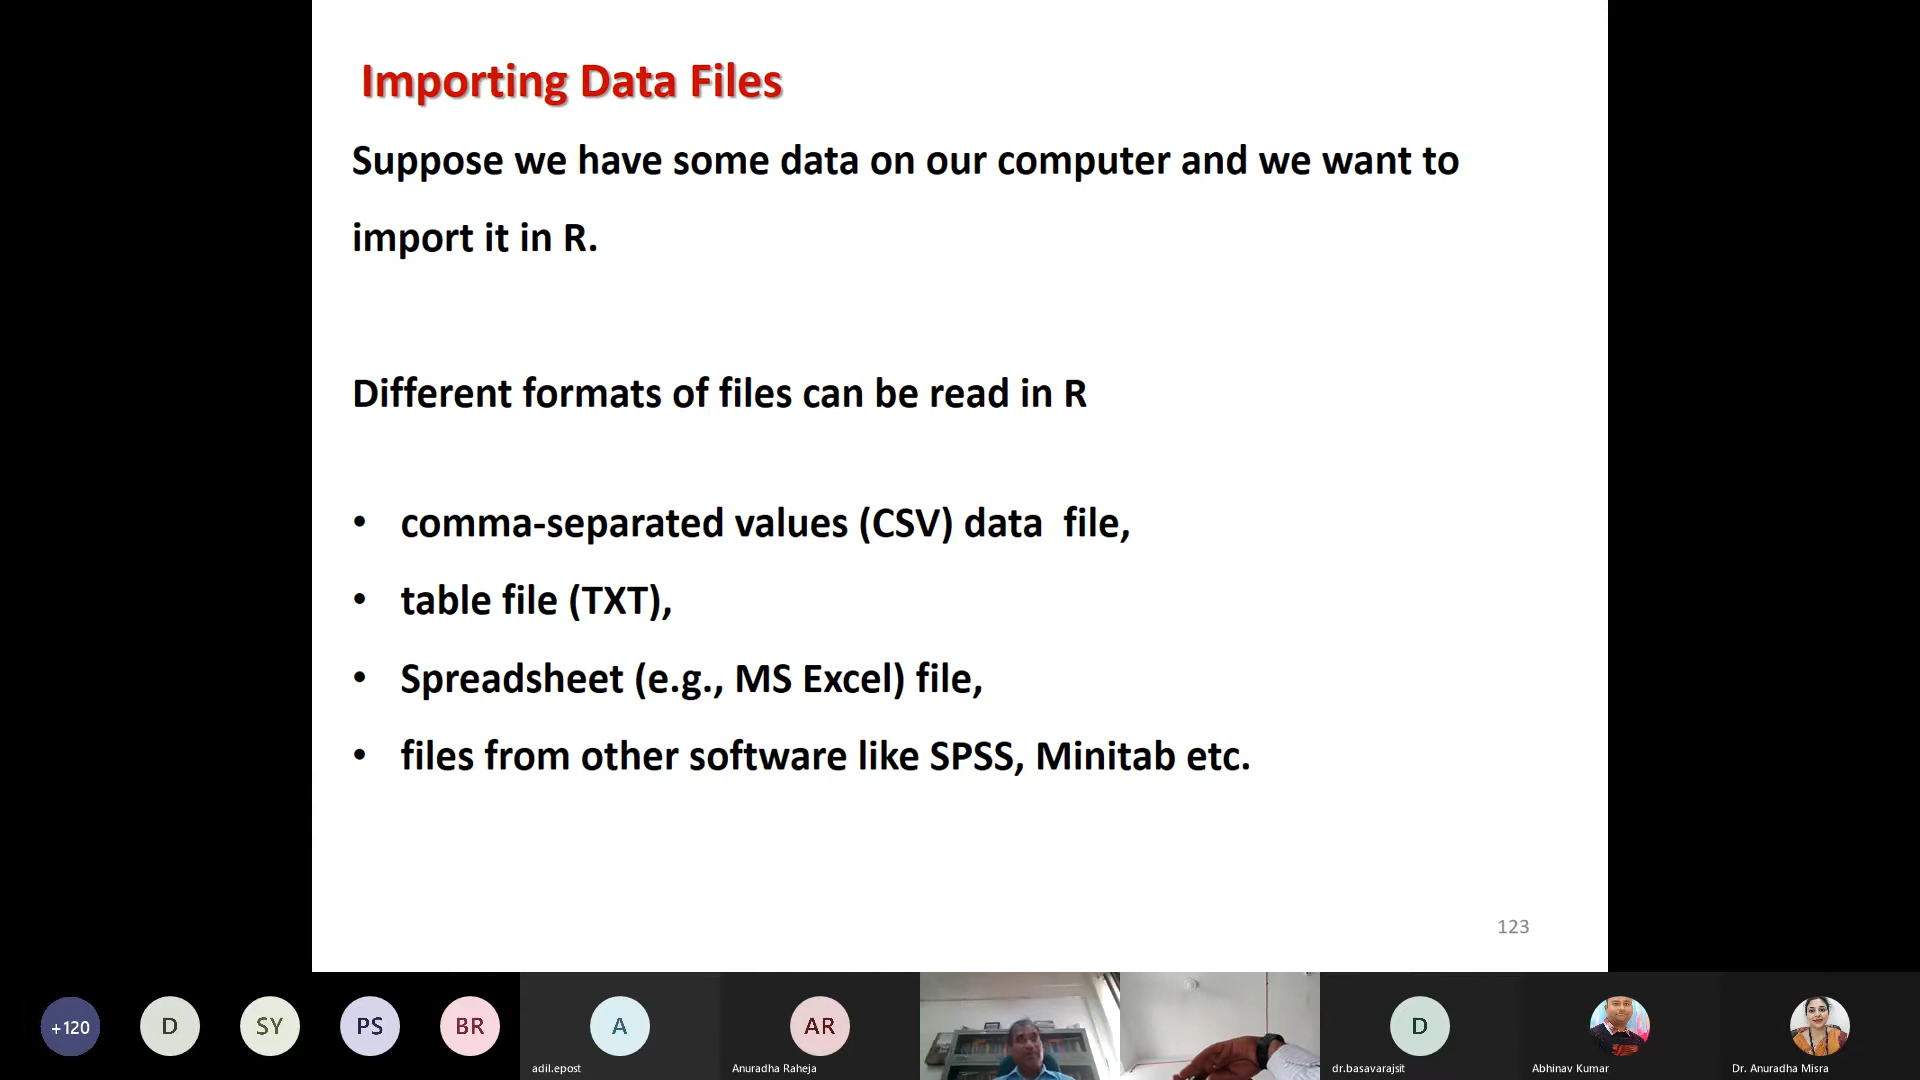 Importing Data Files
Suppose we have some data on our computer and we want to
import it in R.
Different formats of files can be read in R
• comma-separated values (CSV) data  file,
• table file (TXT),
• Spreadsheet (e.g., MS Excel) file,
• files from other software like SPSS, Minitab etc.
123
+120
D
SY
PS
BR
A
AR
D
adil.epost
Anuradha Raheja
dr.basavarajsit
Abhinav Kumar
Dr. Anuradha Misra